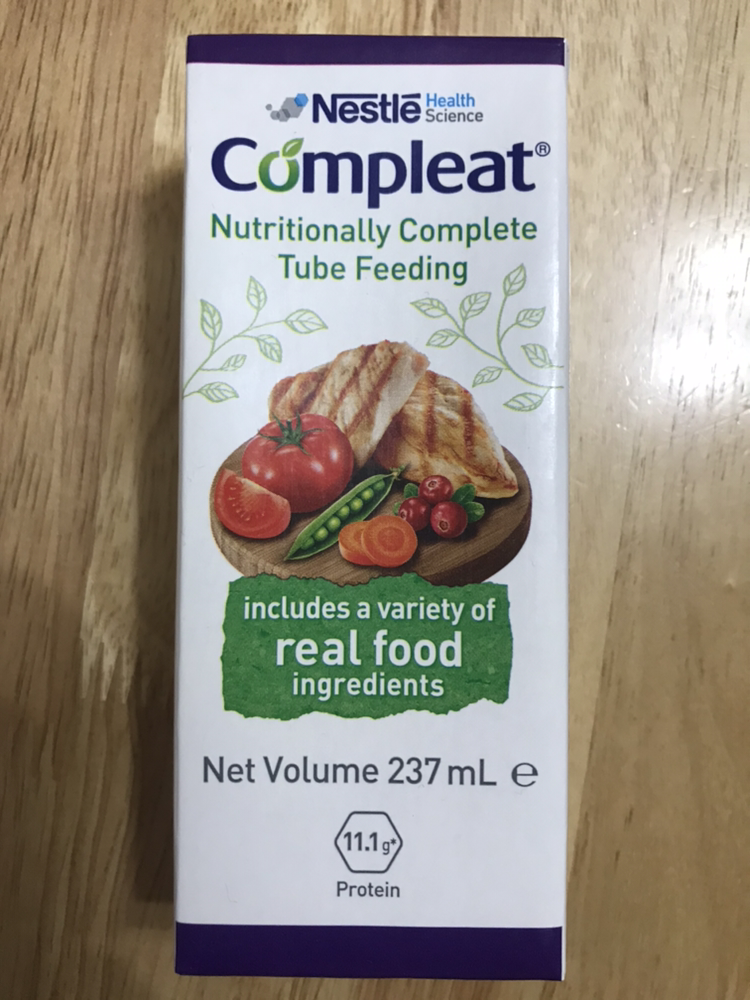 Nestlé Health Science
Compleat®
Nutritionally Complete
Tube Feeding
includes a variety of
real food
ingredients
Net Volume 237 mL ℮
11.1 g*
Protein